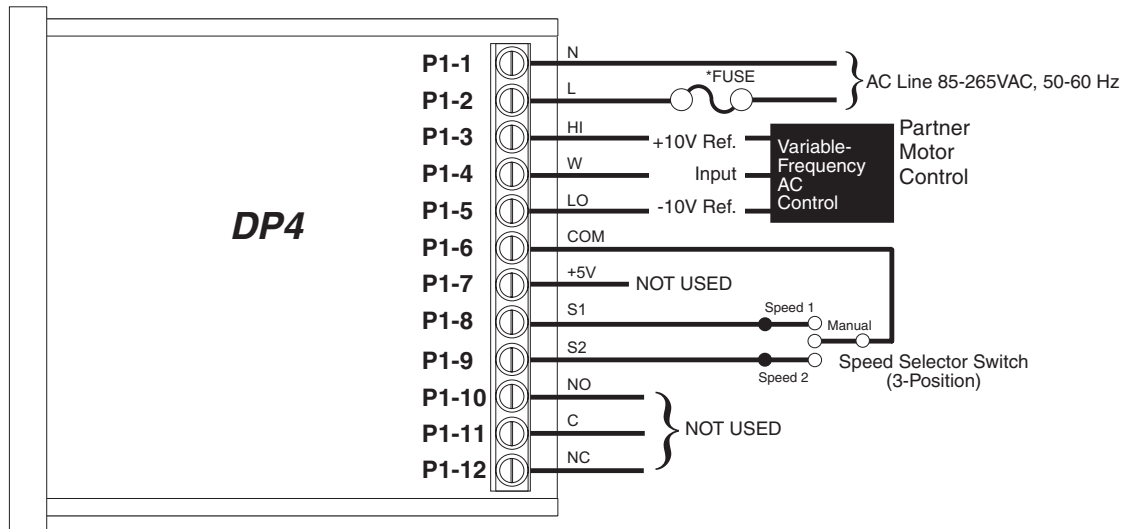 DP4
P1-1 N
P1-2 L *FUSE
AC Line 85-265VAC, 50-60 Hz
P1-3 HI +10V Ref.
P1-4 W Input
P1-5 LO -10V Ref.
Variable-
Frequency
AC
Control
Partner
Motor
Control
P1-6 COM
P1-7 +5V NOT USED
P1-8 S1 Speed 1
Manual
P1-9 S2
Speed 2
Speed Selector Switch
(3-Position)
P1-10 NO
P1-11 C NOT USED
P1-12 NC